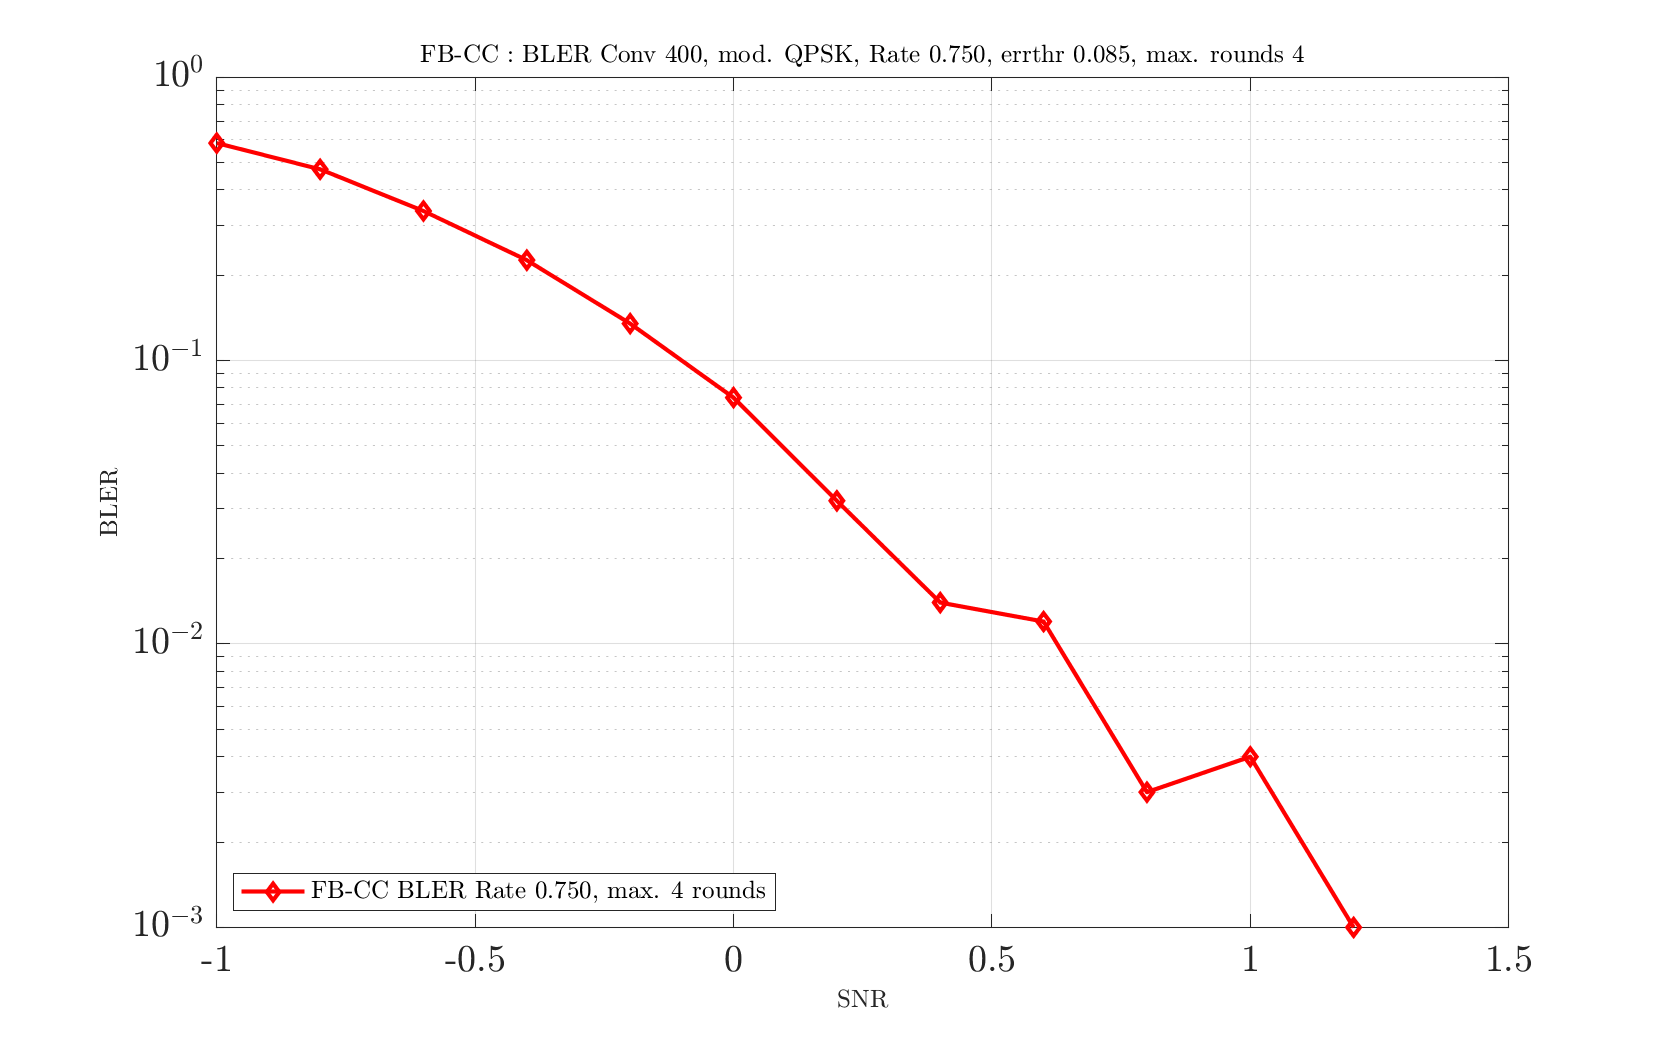 FB-CC : BLER Conv 400, mod. QPSK, Rate 0.750, errthr 0.085, max. rounds 4
10^0
10^-1
10^-2
10^-3
BLER
FB-CC BLER Rate 0.750, max. 4 rounds
-1 -0.5 0 0.5 1 1.5
SNR